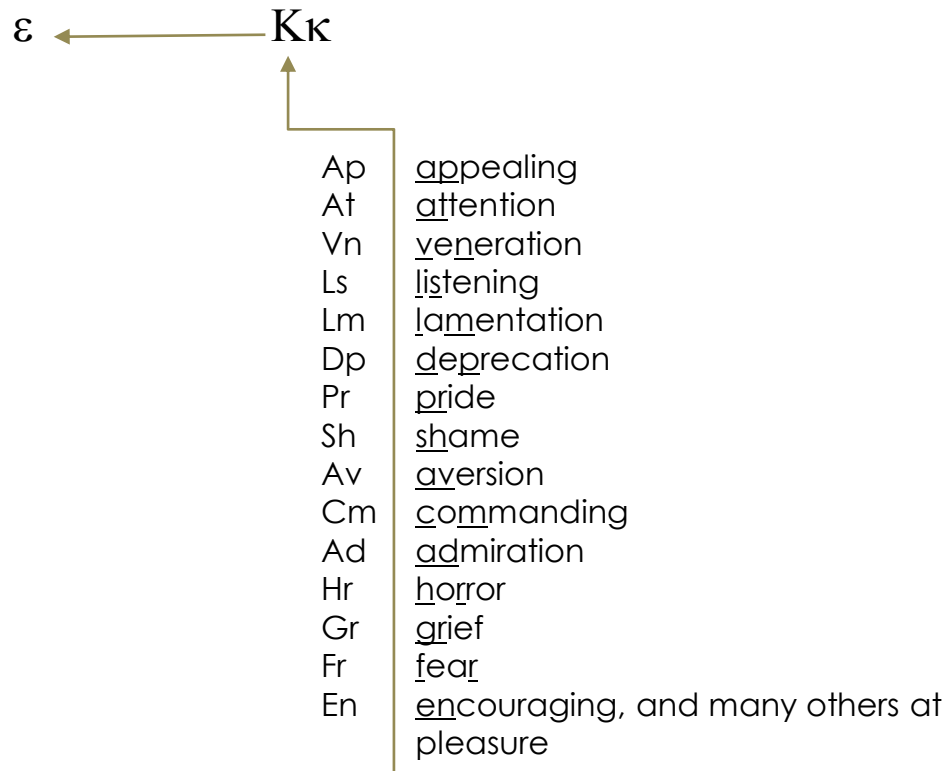 ε Κκ
Ap appealing
At attention
Vn veneration
Ls listening
Lm lamentation
Dp deprecation
Pr pride
Sh shame
Av aversion
Cm commanding
Ad admiration
Hr horror
Gr grief
Fr fear
En encouraging, and many others at
pleasure